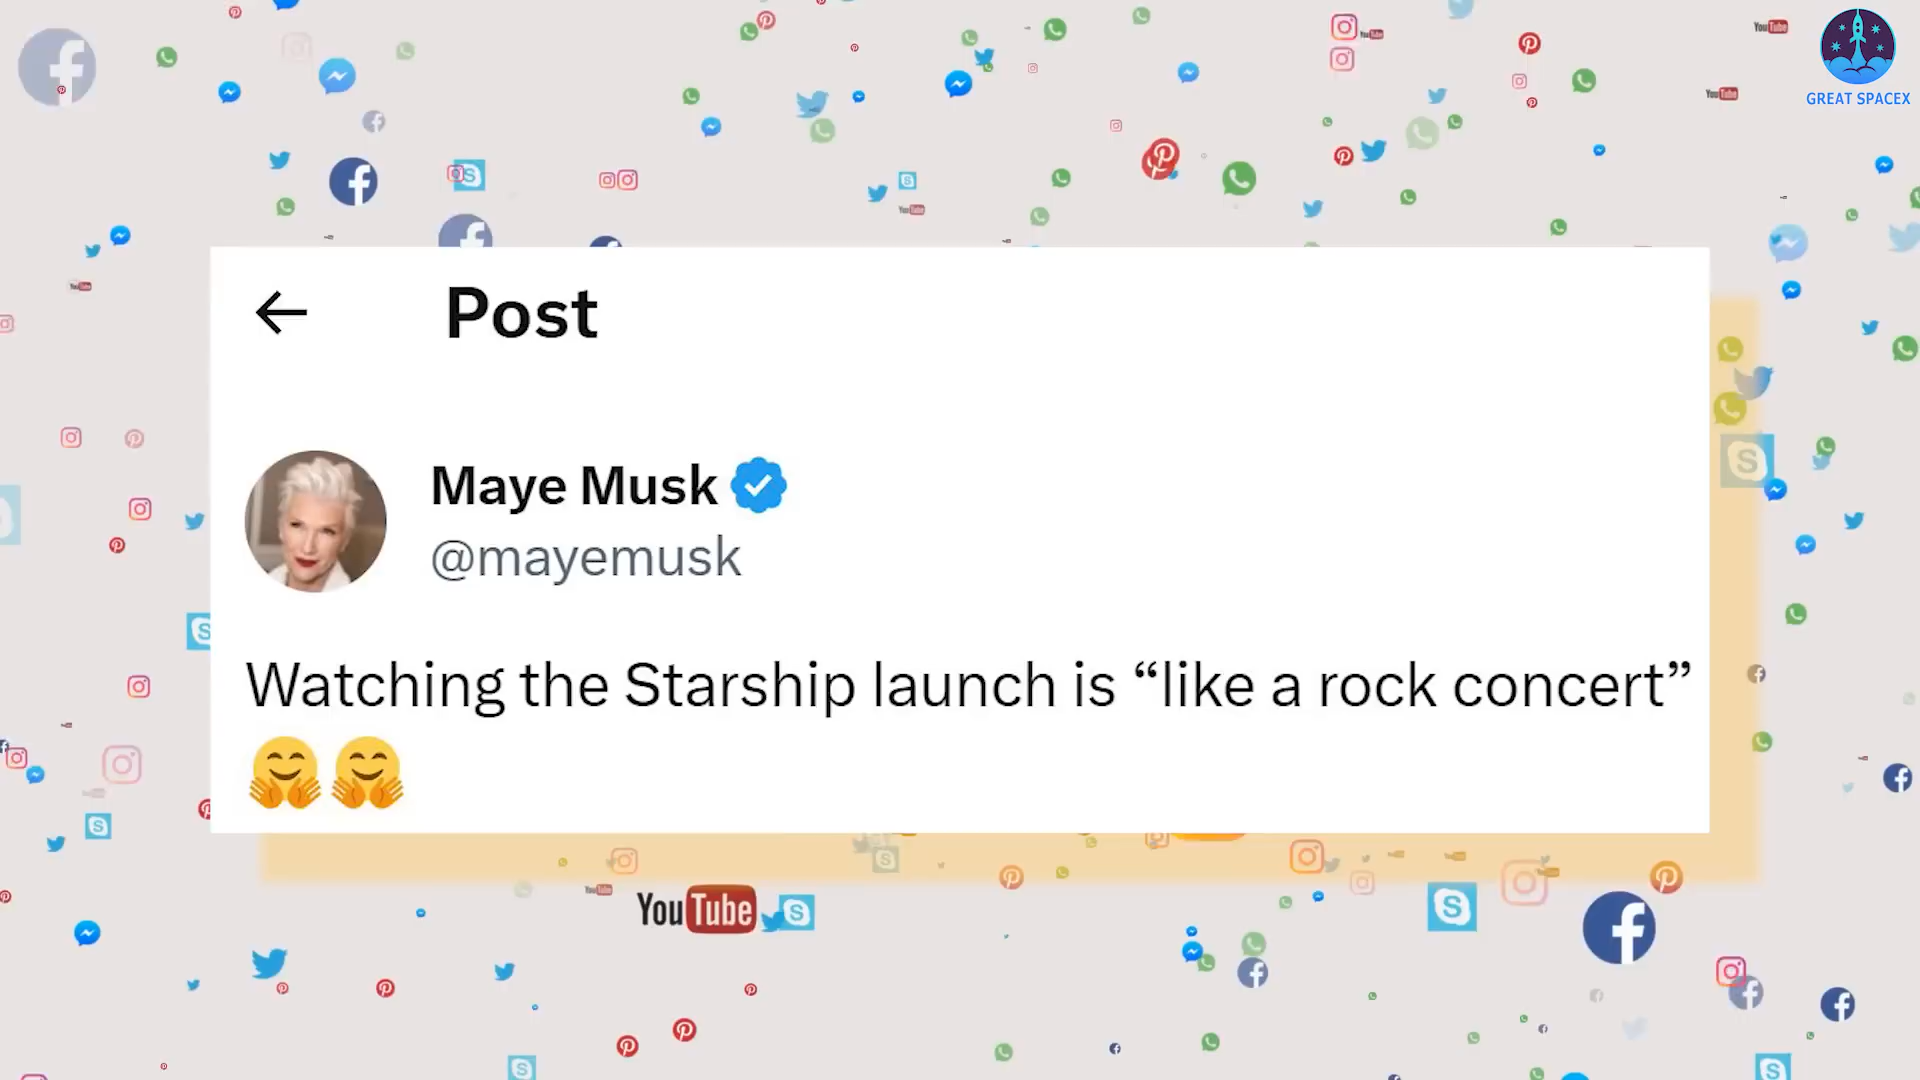 GREAT SPACEX
Post
Maye Musk
@mayemusk
Watching the Starship launch is “like a rock concert”
🤗🤗
YouTube